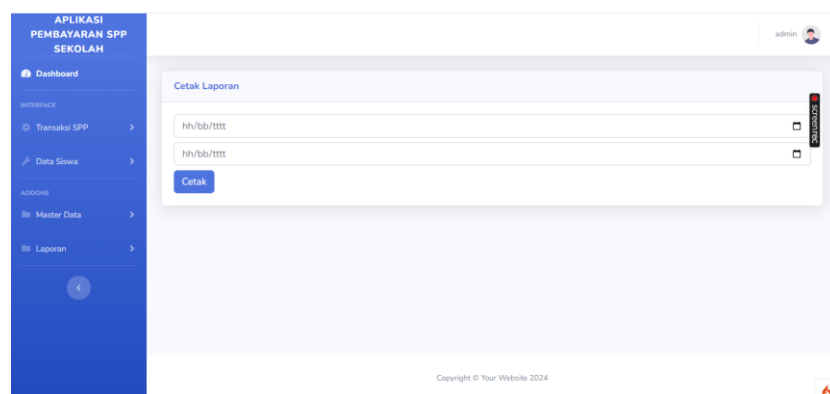 APLIKASI
PEMBAYARAN SPP
SEKOLAH
admin
Dashboard
INTERFACE
Transaksi SPP
Data Siswa
ADDONS
Master Data
Laporan
Cetak Laporan
hh/bb/tttt
hh/bb/tttt
Cetak
screenrec
Copyright © Your Website 2024